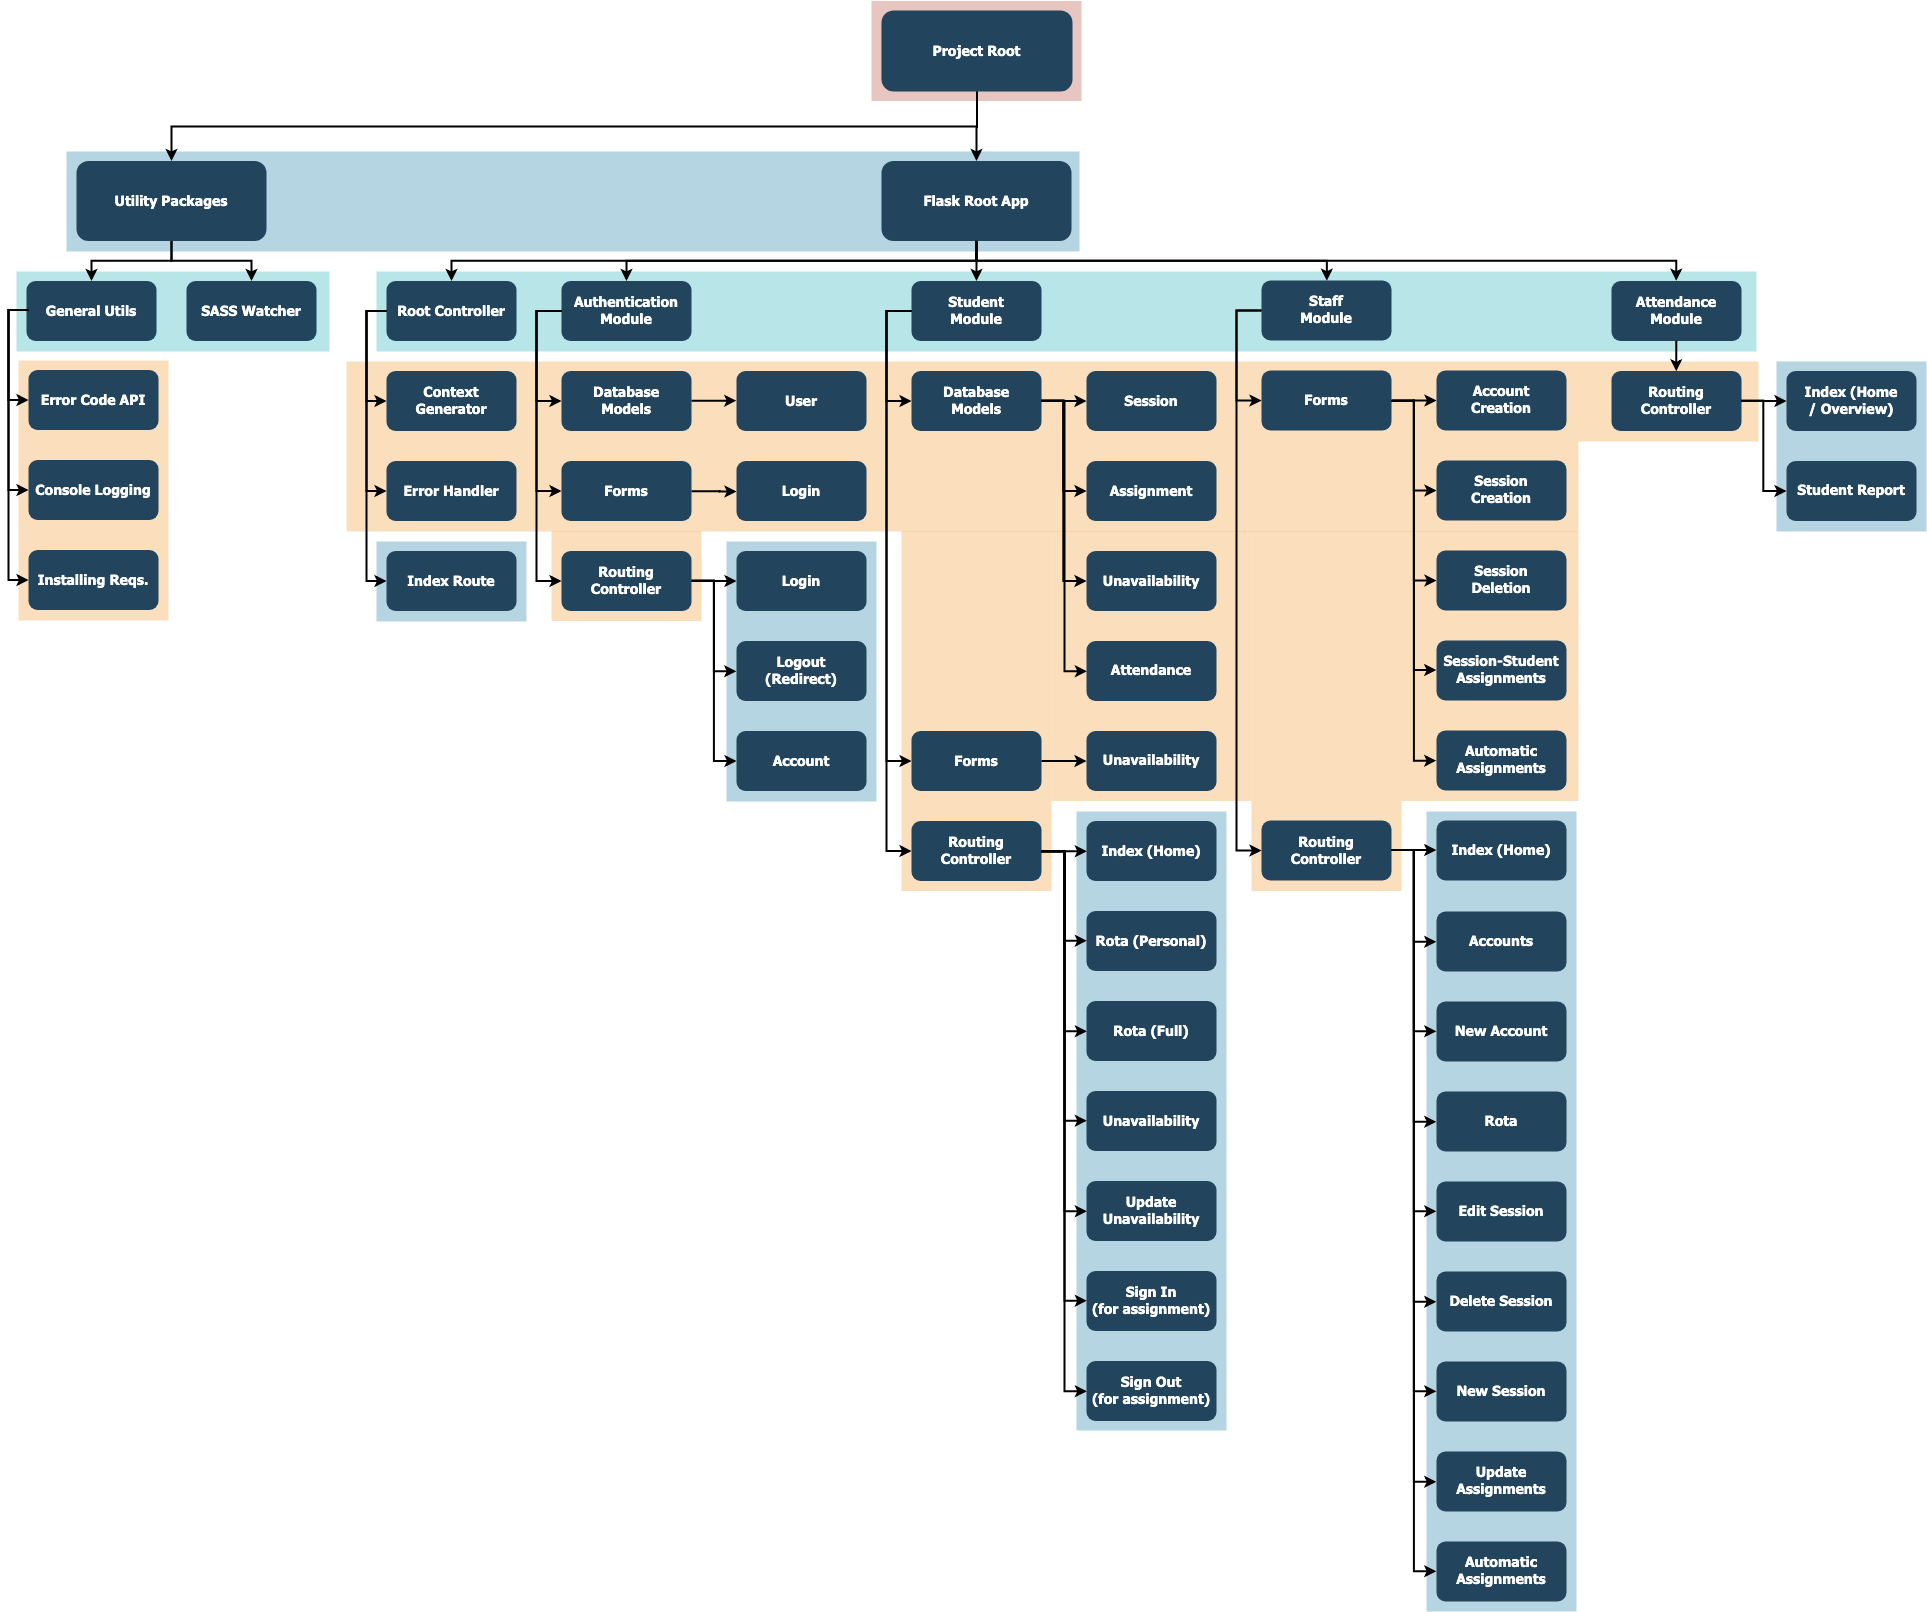 Project Root
Utility Packages
Flask Root App
General Utils
SASS Watcher
Root Controller
Authentication
Module
Student
Module
Staff
Module
Attendance
Module
Error Code API
Console Logging
Installing Reqs.
Context
Generator
Error Handler
Index Route
Database
Models
User
Forms
Login
Routing
Controller
Login
Logout
(Redirect)
Account
Database
Models
Session
Assignment
Unavailability
Attendance
Forms
Unavailability
Routing
Controller
Index (Home)
Rota (Personal)
Rota (Full)
Unavailability
Update
Unavailability
Sign In
(for assignment)
Sign Out
(for assignment)
Forms
Account
Creation
Session
Creation
Session
Deletion
Session-Student
Assignments
Automatic
Assignments
Routing
Controller
Index (Home)
Accounts
New Account
Rota
Edit Session
Delete Session
New Session
Update
Assignments
Automatic
Assignments
Routing
Controller
Index (Home
/ Overview)
Student Report